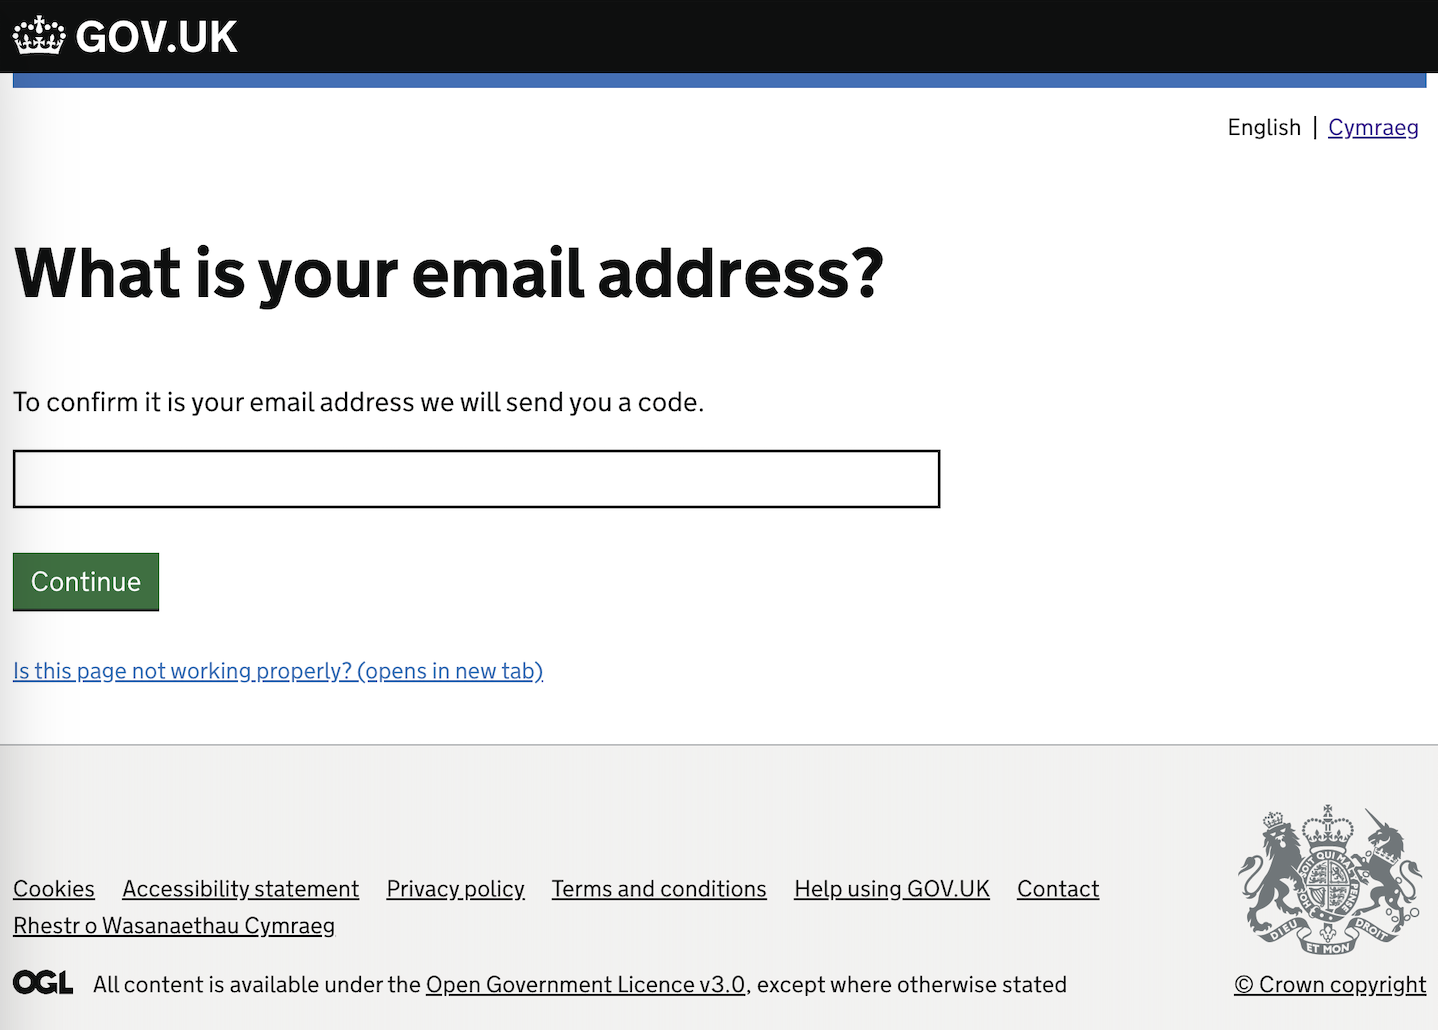 GOV.UK
English | Cymraeg
What is your email address?
To confirm it is your email address we will send you a code.
Continue
Is this page not working properly? (opens in new tab)
Cookies Accessibility statement Privacy policy Terms and conditions Help using GOV.UK Contact
Rhestr o Wasanaethau Cymraeg
OGL All content is available under the Open Government Licence v3.0, except where otherwise stated
DIEU ET MON DROIT
© Crown copyright